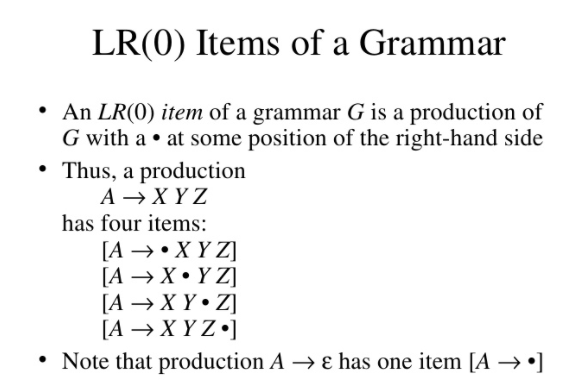 LR(0) Items of a Grammar
• An LR(0) item of a grammar G is a production of
G with a • at some position of the right-hand side
• Thus, a production
A → X Y Z
has four items:
[A → • X Y Z]
[A → X • Y Z]
[A → X Y • Z]
[A → X Y Z •]
• Note that production A → ε has one item [A → •]